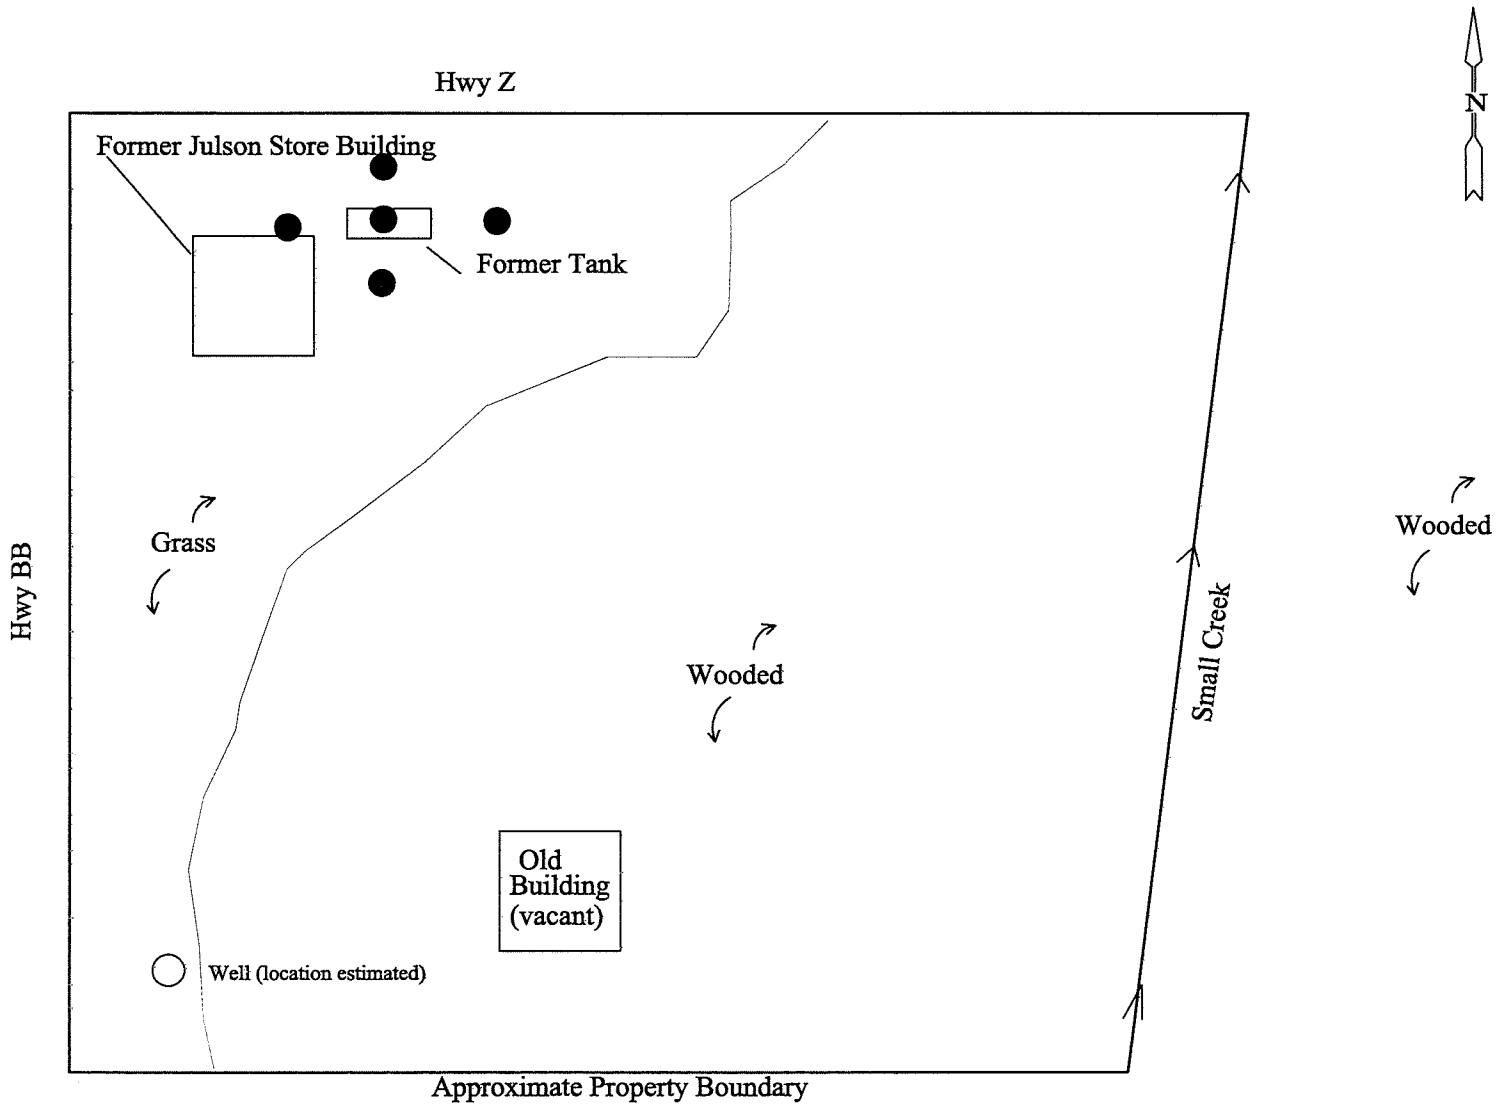 Hwy Z
N
Former Julson Store Building
Former Tank
Grass
Hwy BB
Wooded
Wooded
Small Creek
Old
Building
(vacant)
Well (location estimated)
Approximate Property Boundary